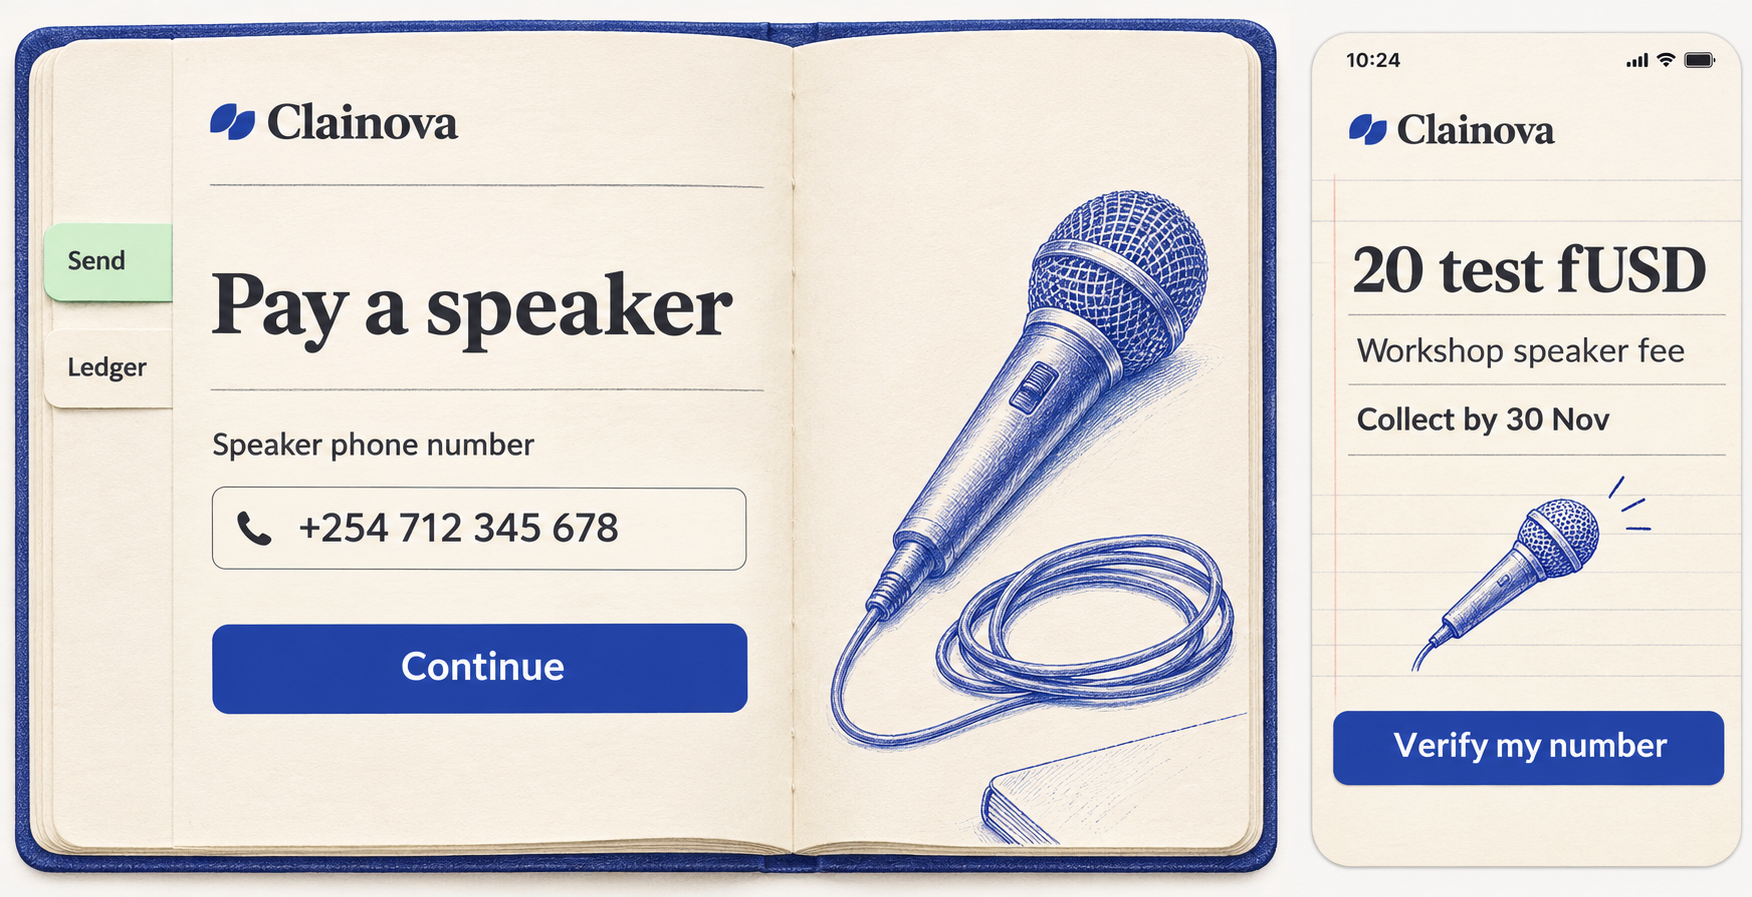 Clainova
Send
Ledger
Pay a speaker
Speaker phone number
+254 712 345 678
Continue
10:24
Clainova
20 test fUSD
Workshop speaker fee
Collect by 30 Nov
Verify my number